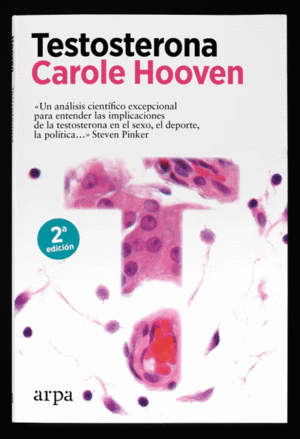 Testosterona
Carole Hooven
«Un análisis científico excepcional
para entender las implicaciones
de la testosterona en el sexo, el deporte,
la política...» Steven Pinker
T
2ª
edición
arpa